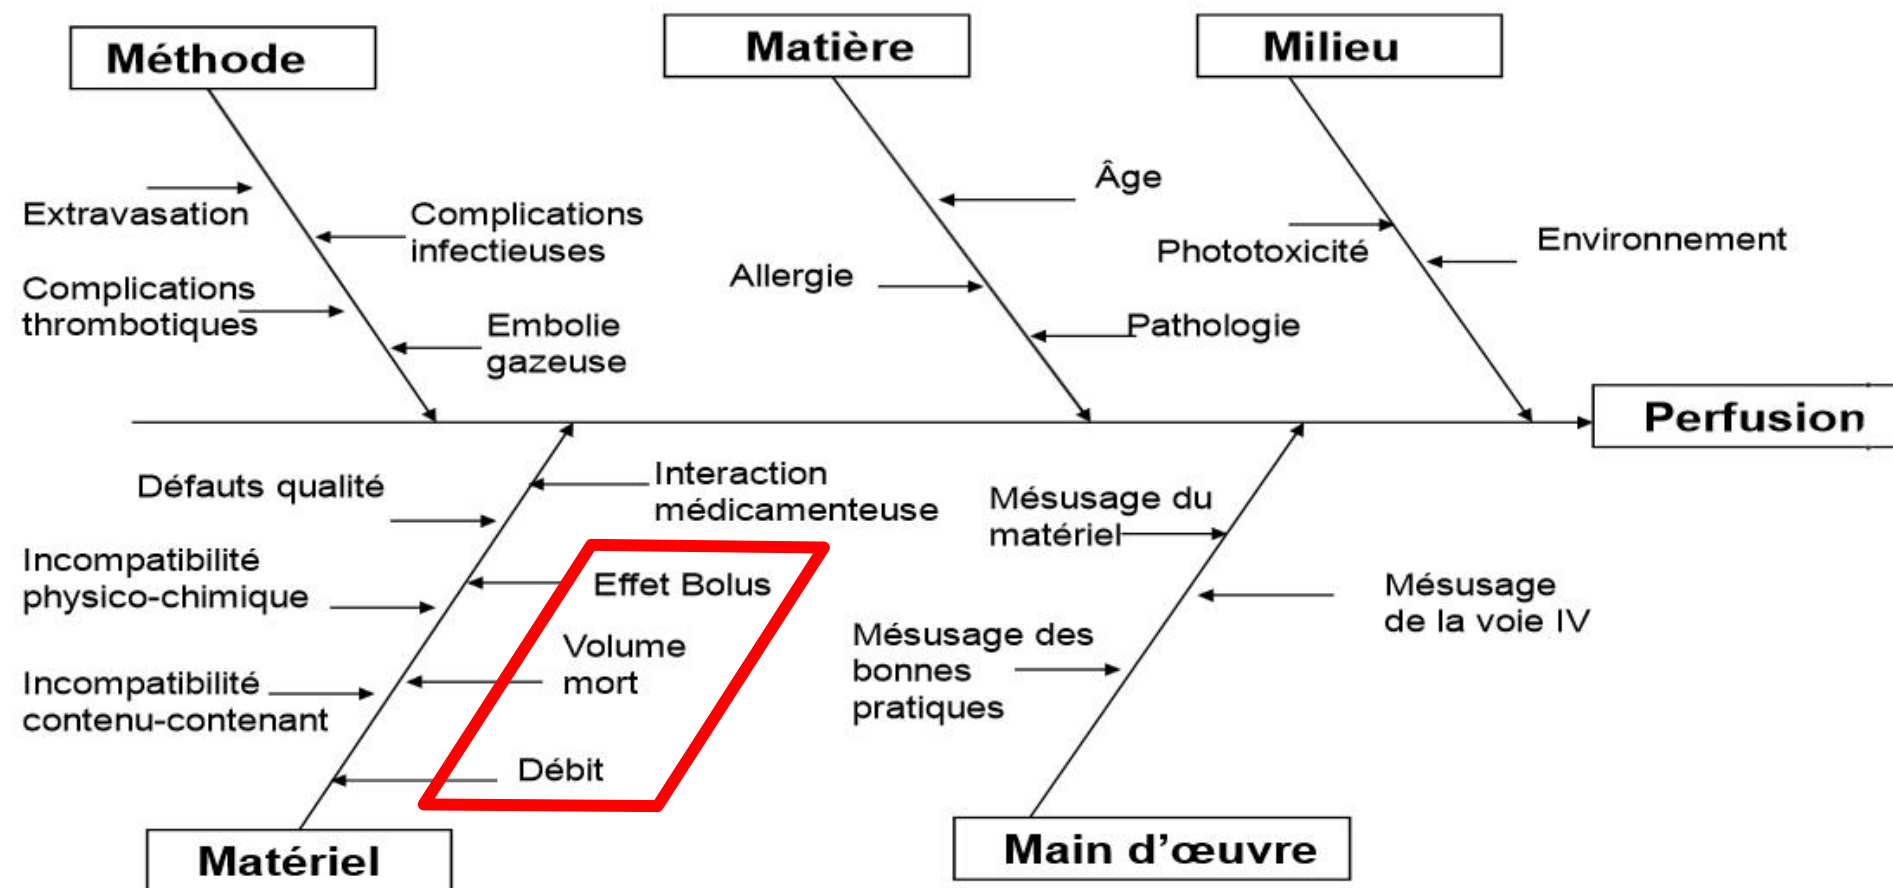 Méthode
Matière
Milieu
Extravasation
Complications
infectieuses
Complications
thrombotiques
Embolie
gazeuse
Âge
Allergie
Pathologie
Phototoxicité
Environnement
Perfusion
Défauts qualité
Interaction
médicamenteuse
Incompatibilité
physico-chimique
Effet Bolus
Volume
mort
Incompatibilité
contenu-contenant
Débit
Matériel
Mésusage du
matériel
Mésusage
de la voie IV
Mésusage des
bonnes
pratiques
Main d’œuvre